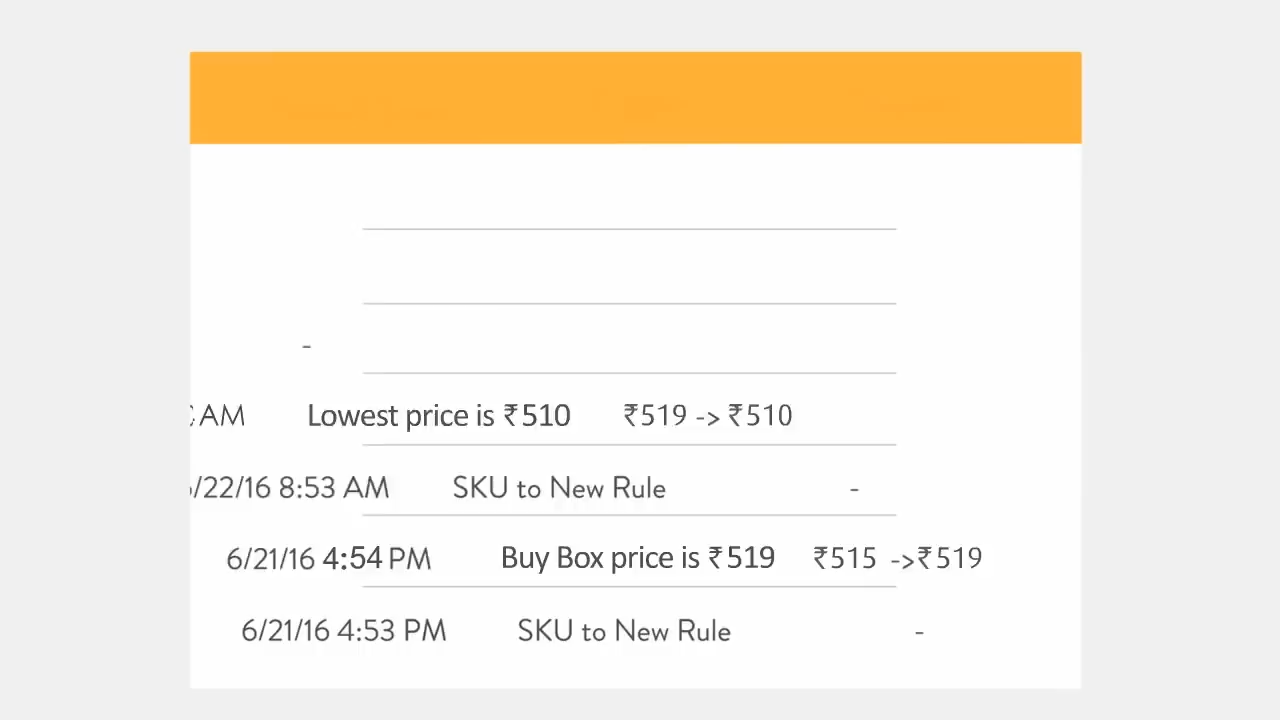 -
AM Lowest price is ₹510 ₹519 -> ₹510
/22/16 8:53 AM SKU to New Rule -
6/21/16 4:54 PM Buy Box price is ₹519 ₹515 ->₹519
6/21/16 4:53 PM SKU to New Rule -